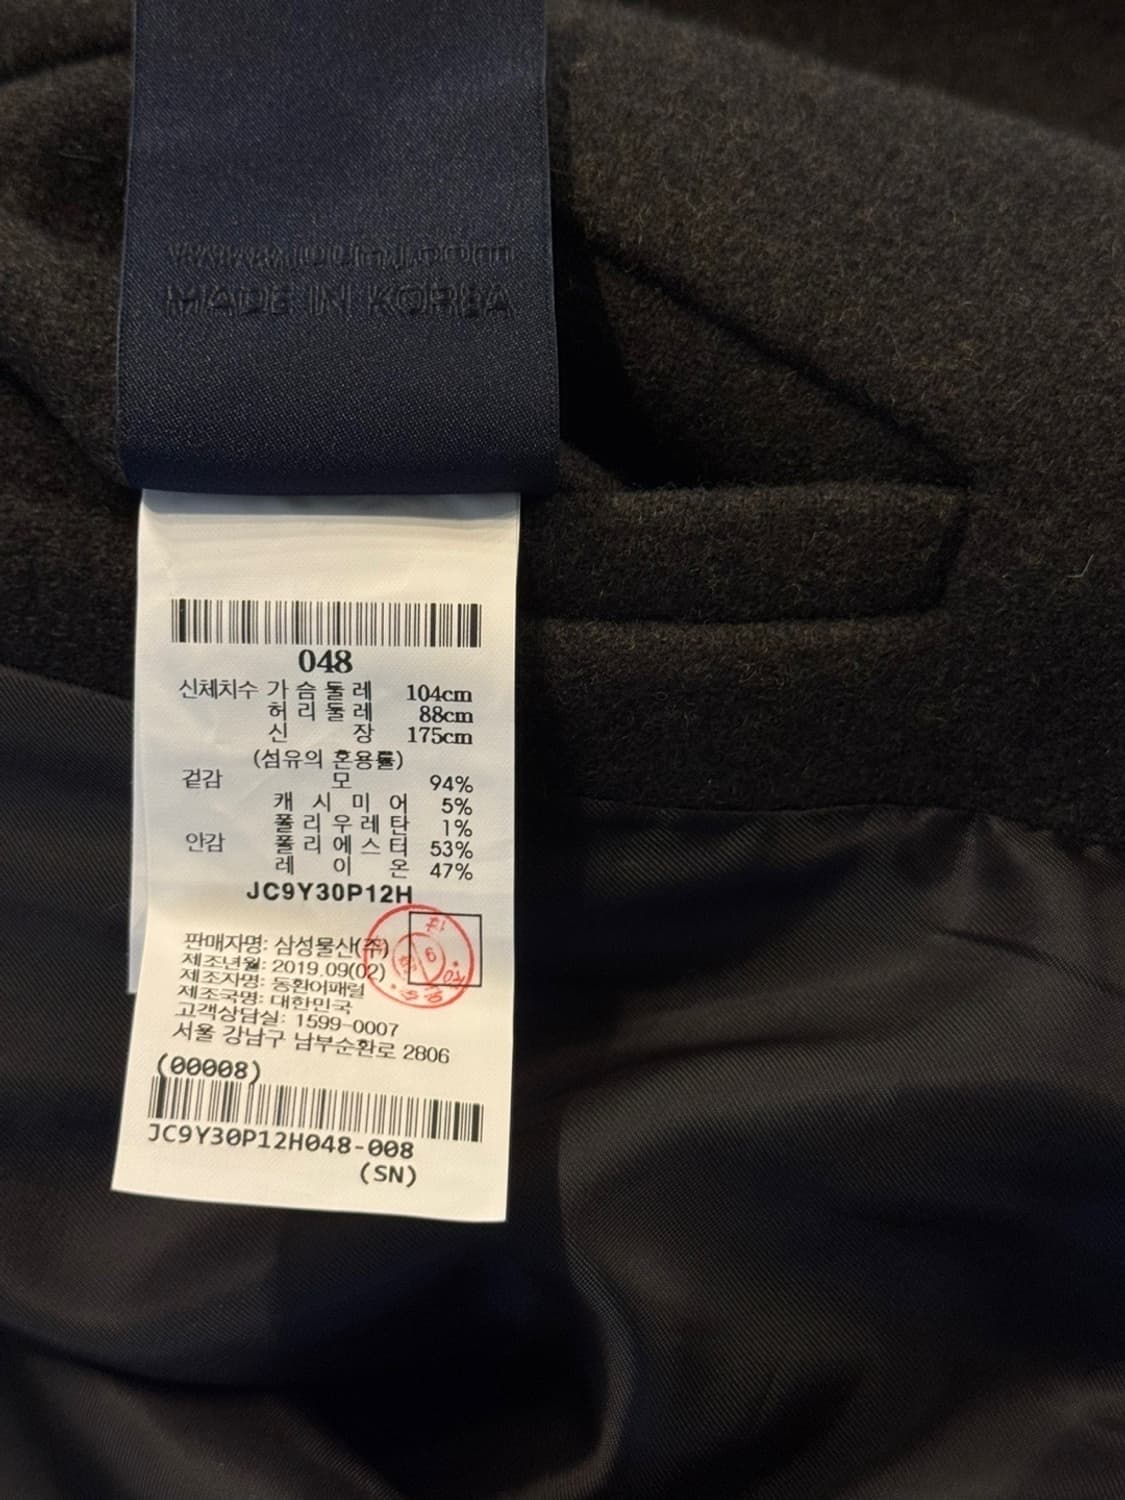 www.juunj.com
MADE IN KOREA
048
신체치수 가슴둘레 104cm
허리둘레 88cm
신 장 175cm
(섬유의 혼용률)
겉감 모 94%
캐시미어 5%
폴리우레탄 1%
안감 폴리에스터 53%
레이온 47%
JC9Y30P12H
판매자명: 삼성물산(주)
제조년월: 2019.09(02)
제조자명: 동환어패럴
제조국명: 대한민국
고객상담실: 1599-0007
서울 강남구 남부순환로 2806
(00008)
JC9Y30P12H048-008
(SN)
9